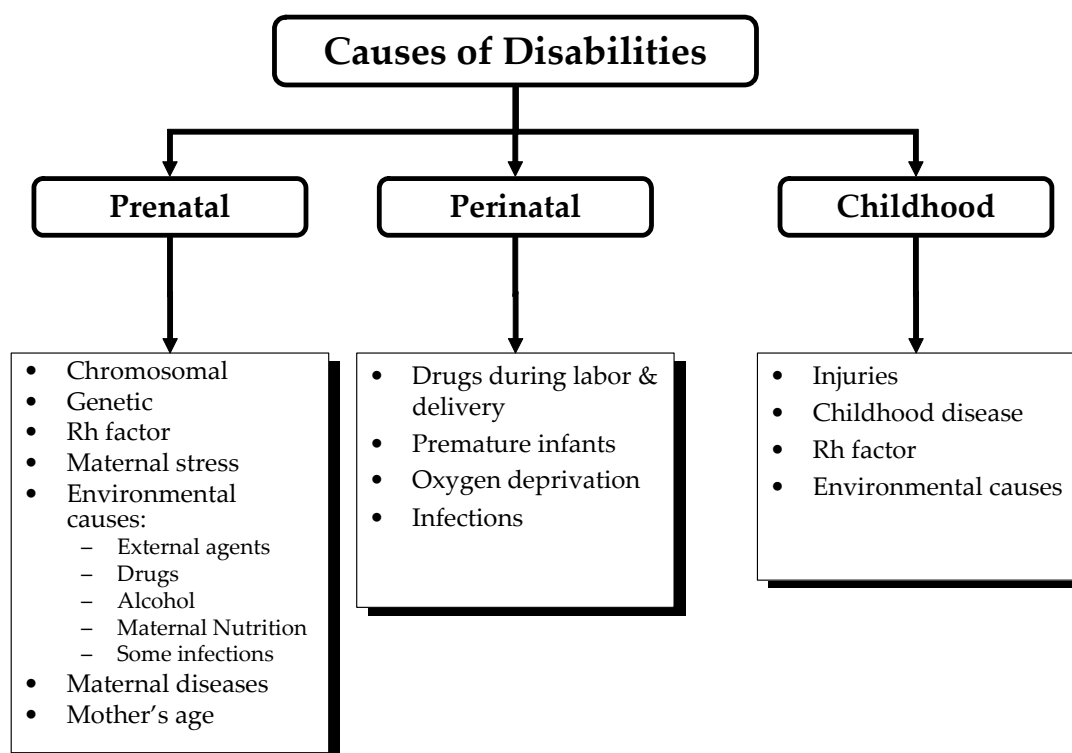 Causes of Disabilities
Prenatal
Perinatal
Childhood
• Chromosomal
• Genetic
• Rh factor
• Maternal stress
• Environmental
causes:
– External agents
– Drugs
– Alcohol
– Maternal Nutrition
– Some infections
• Maternal diseases
• Mother’s age
• Drugs during labor &
delivery
• Premature infants
• Oxygen deprivation
• Infections
• Injuries
• Childhood disease
• Rh factor
• Environmental causes